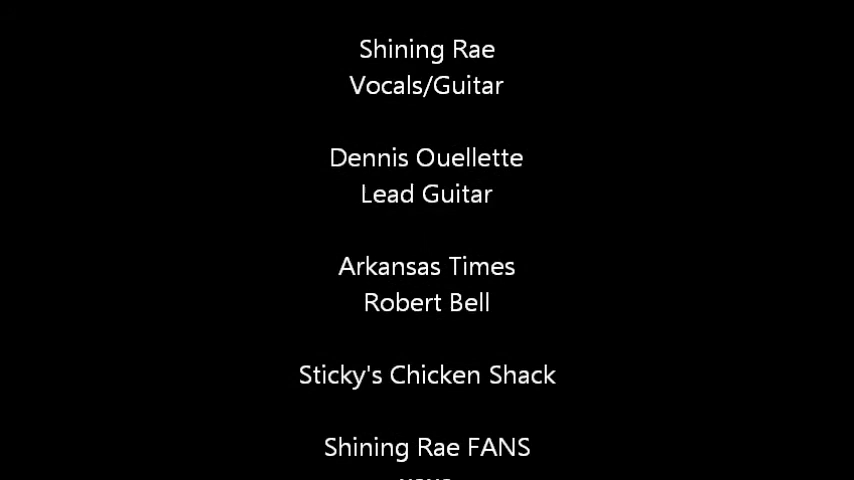 Shining Rae
Vocals/Guitar
Dennis Ouellette
Lead Guitar
Arkansas Times
Robert Bell
Sticky's Chicken Shack
Shining Rae FANS